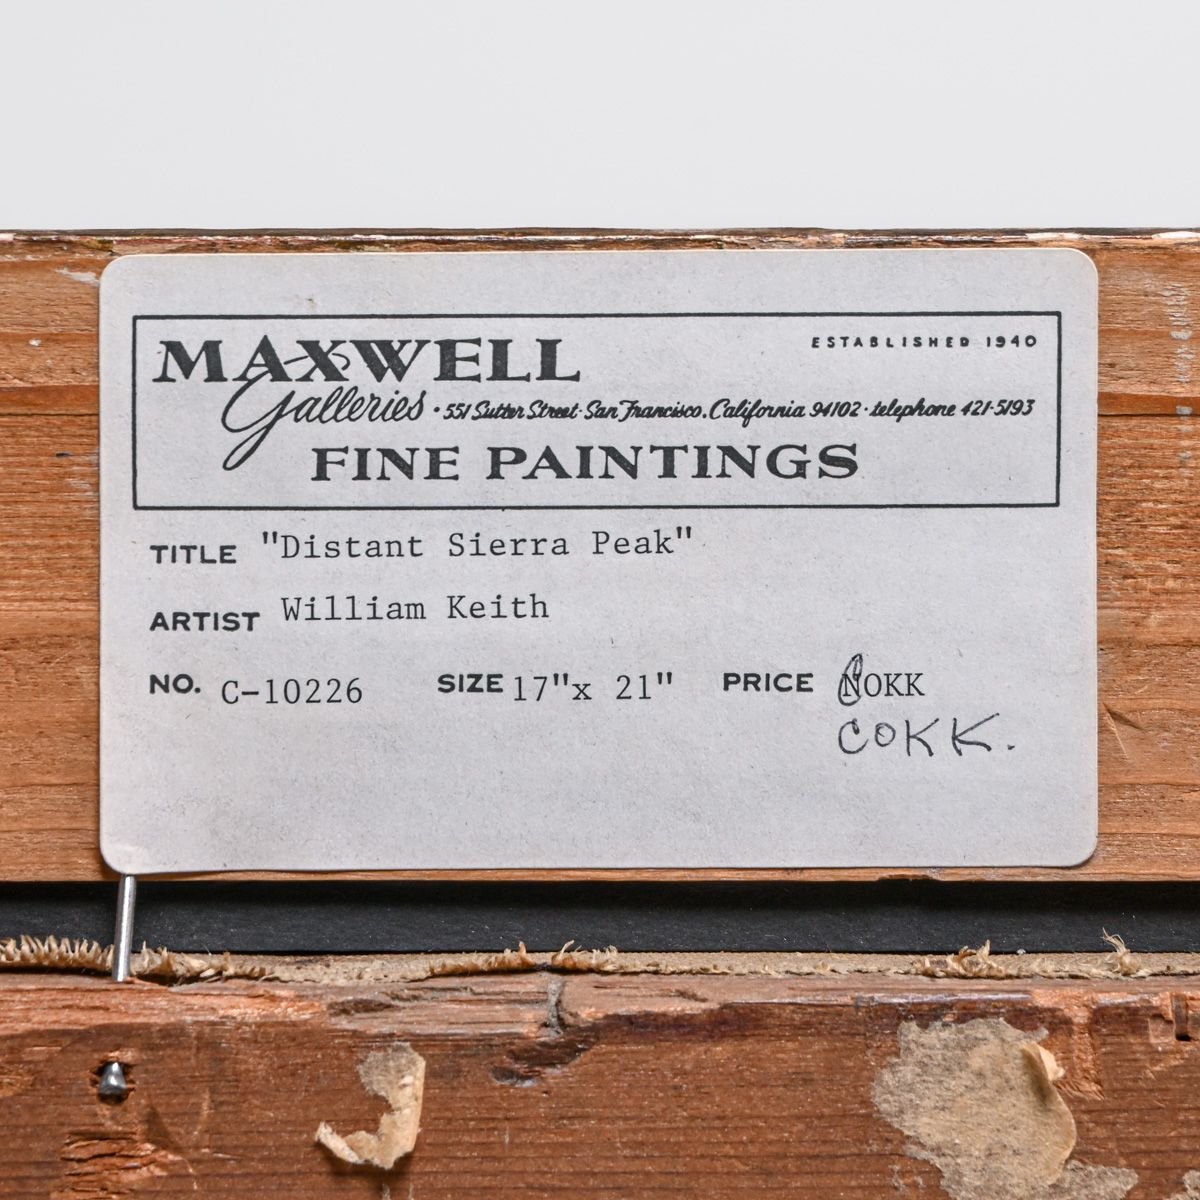 MAXWELL
ESTABLISHED 1940
Galleries · 551 Sutter Street · San Francisco, California 94102 · telephone 421-5193
FINE PAINTINGS
TITLE "Distant Sierra Peak"
ARTIST William Keith
NO. C-10226 SIZE 17"x 21" PRICE NOKK
COKK.